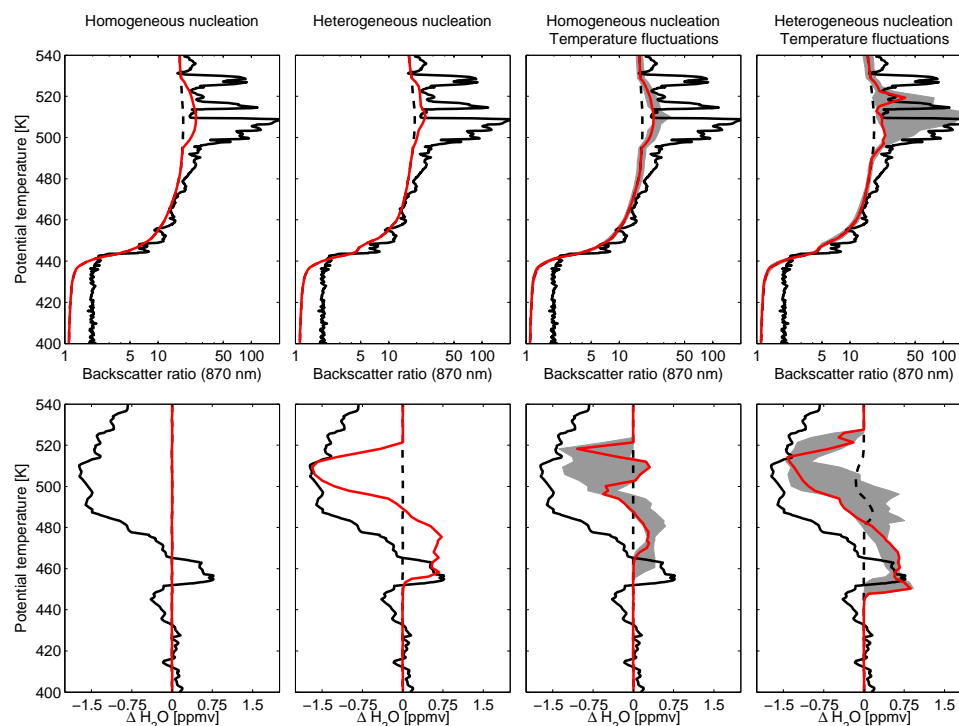 Homogeneous nucleation
Heterogeneous nucleation
Homogeneous nucleation
Temperature fluctuations
Heterogeneous nucleation
Temperature fluctuations
540
520
500
480
460
440
420
400
Potential temperature [K]
1 5 10 50 100
1 5 10 50 100
1 5 10 50 100
1 5 10 50 100
Backscatter ratio (870 nm)
Backscatter ratio (870 nm)
Backscatter ratio (870 nm)
Backscatter ratio (870 nm)
540
520
500
480
460
440
420
400
Potential temperature [K]
−1.5 −0.75 0 0.75 1.5
−1.5 −0.75 0 0.75 1.5
−1.5 −0.75 0 0.75 1.5
−1.5 −0.75 0 0.75 1.5
Δ H2O [ppmv]
Δ H2O [ppmv]
Δ H2O [ppmv]
Δ H2O [ppmv]